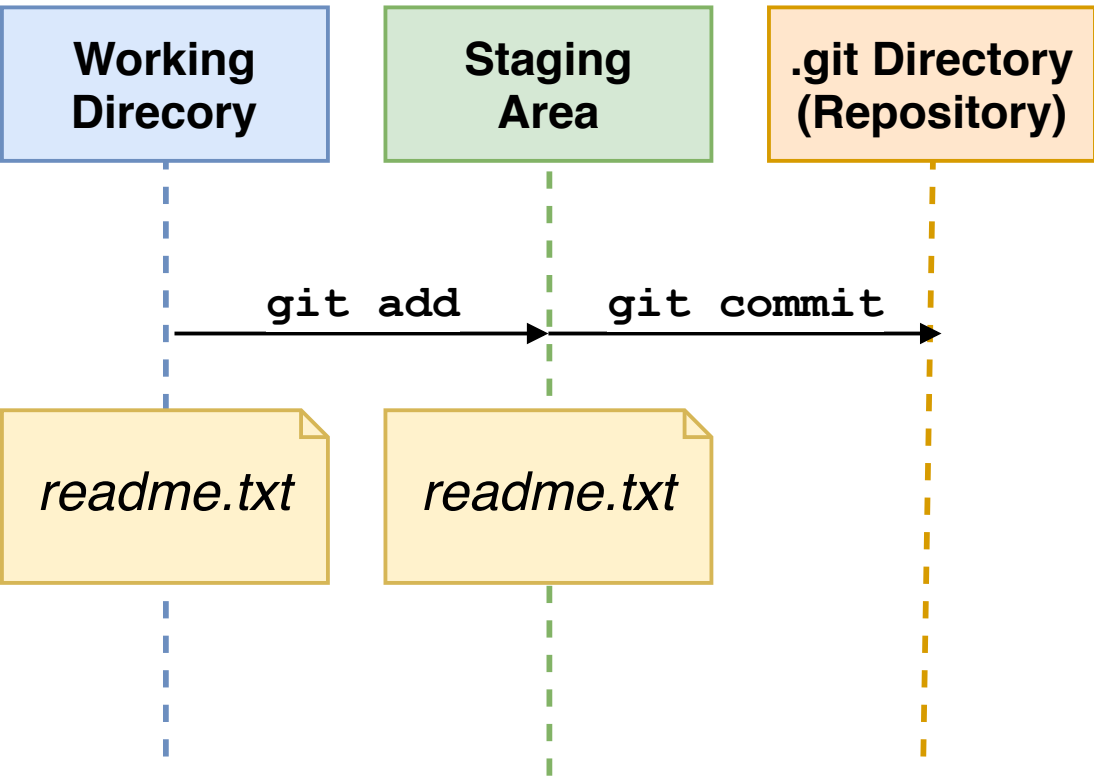 Working
Direcory
Staging
Area
.git Directory
(Repository)
git add
git commit
readme.txt
readme.txt